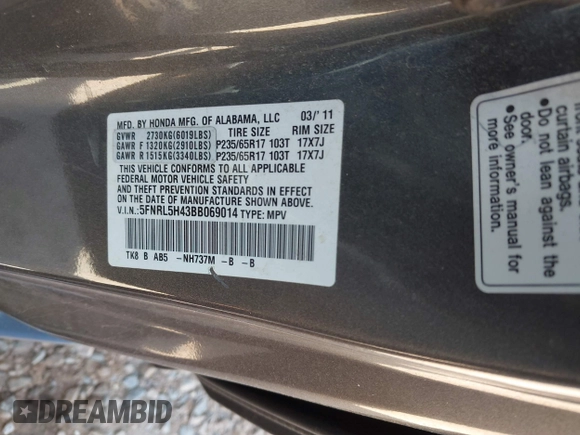 MFD. BY HONDA MFG. OF ALABAMA, LLC 03/'11
GVWR 2730KG(6019LBS) TIRE SIZE RIM SIZE
GAWR F 1320KG(2910LBS) P235/65R17 103T 17X7J
GAWR R 1515KG(3340LBS) P235/65R17 103T 17X7J
THIS VEHICLE CONFORMS TO ALL APPLICABLE
FEDERAL MOTOR VEHICLE SAFETY
AND THEFT PREVENTION STANDARDS IN EFFECT
ON THE DATE OF MANUFACTURE SHOWN ABOVE.
V.I.N.: 5FNRL5H43BB069014 TYPE: MPV
TK8 B AB5 -NH737M -B -B
curtain airbags.
• Do not lean against the
door.
• See owner's manual for
more information.
DREAMBID